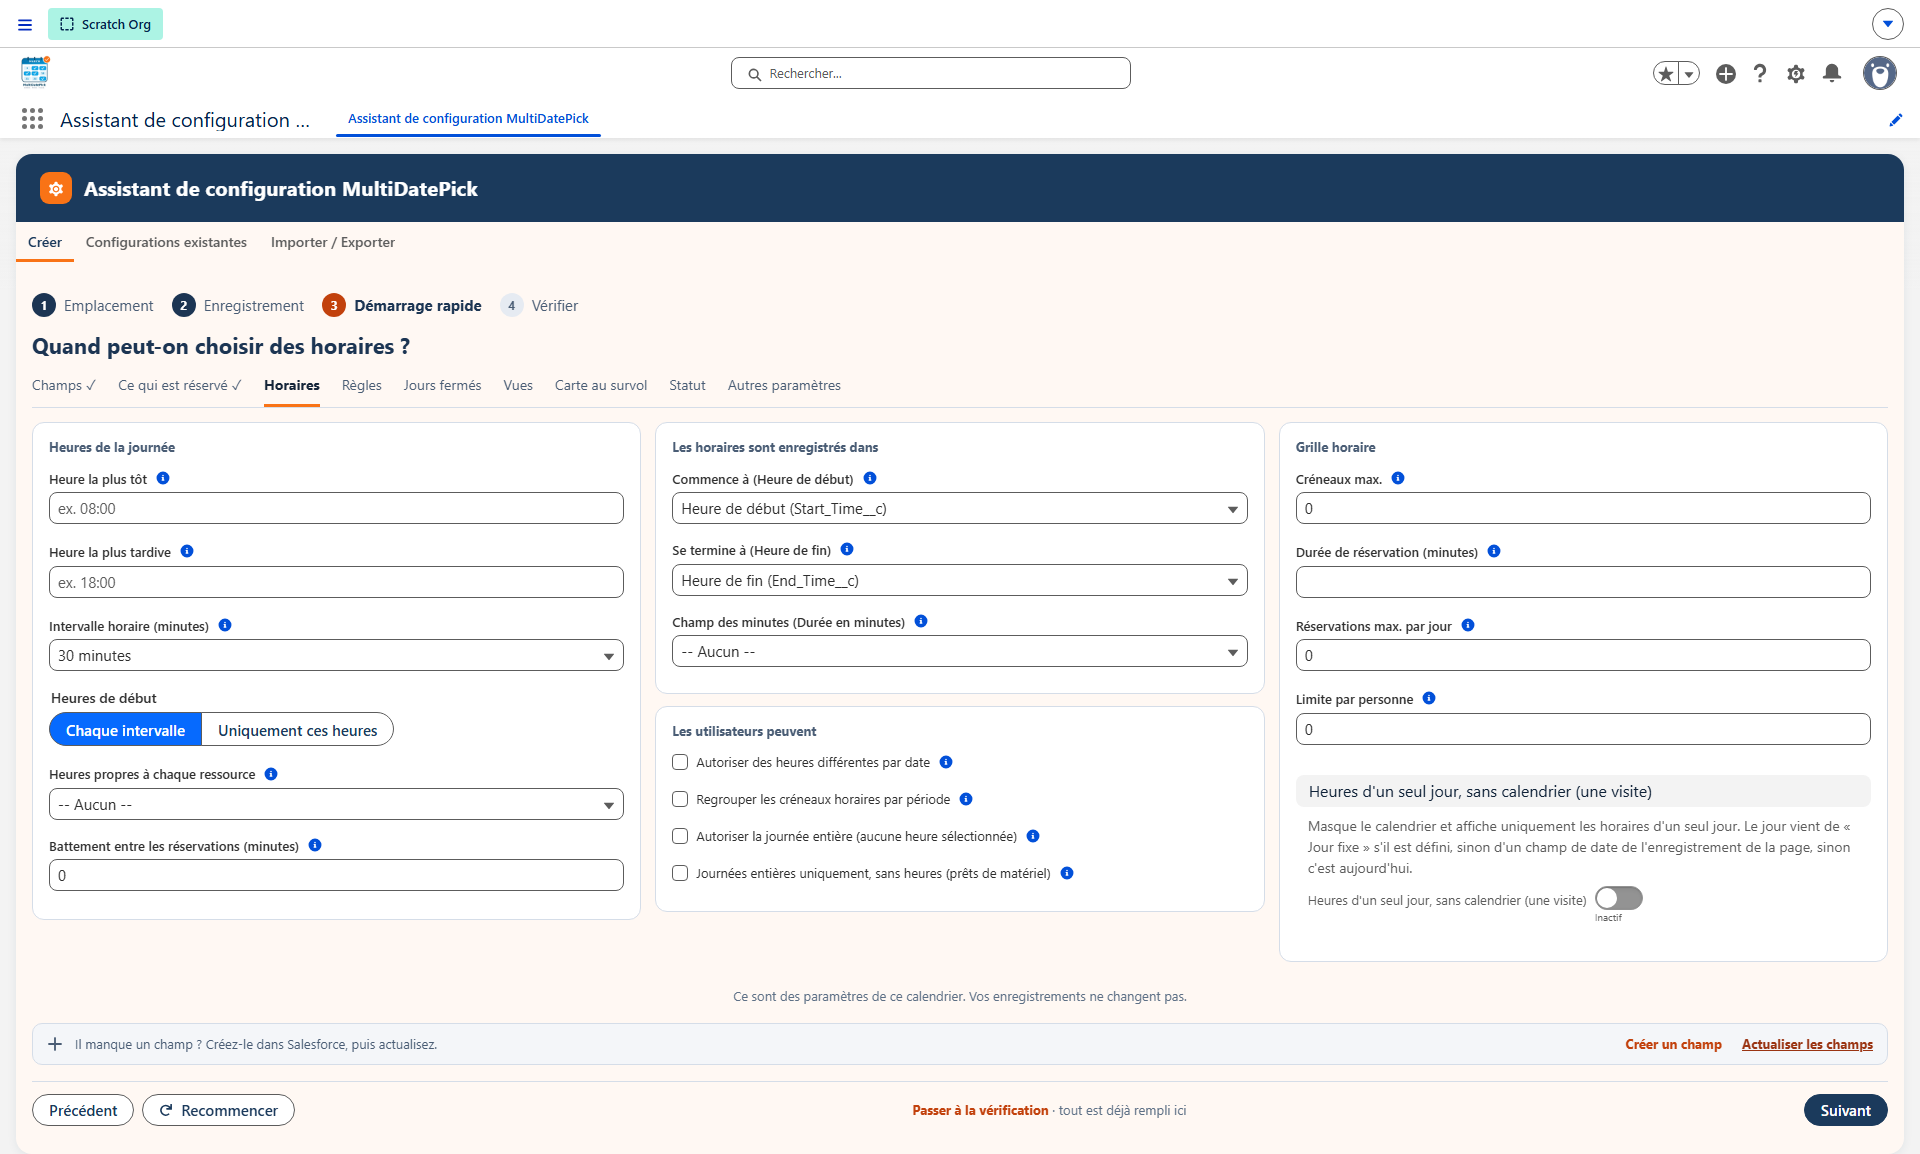 Scratch Org
Rechercher...
Assistant de configuration ...
Assistant de configuration MultiDatePick
Assistant de configuration MultiDatePick
Créer
Configurations existantes
Importer / Exporter
1 Emplacement
2 Enregistrement
3 Démarrage rapide
4 Vérifier
Quand peut-on choisir des horaires ?
Champs ✓
Ce qui est réservé ✓
Horaires
Règles
Jours fermés
Vues
Carte au survol
Statut
Autres paramètres
Heures de la journée
Heure la plus tôt
ex. 08:00
Heure la plus tardive
ex. 18:00
Intervalle horaire (minutes)
30 minutes
Heures de début
Chaque intervalle
Uniquement ces heures
Heures propres à chaque ressource
-- Aucun --
Battement entre les réservations (minutes)
0
Les horaires sont enregistrés dans
Commence à (Heure de début)
Heure de début (Start_Time__c)
Se termine à (Heure de fin)
Heure de fin (End_Time__c)
Champ des minutes (Durée en minutes)
-- Aucun --
Les utilisateurs peuvent
Autoriser des heures différentes par date
Regrouper les créneaux horaires par période
Autoriser la journée entière (aucune heure sélectionnée)
Journées entières uniquement, sans heures (prêts de matériel)
Grille horaire
Créneaux max.
0
Durée de réservation (minutes)
Réservations max. par jour
0
Limite par personne
0
Heures d'un seul jour, sans calendrier (une visite)
Masque le calendrier et affiche uniquement les horaires d'un seul jour. Le jour vient de «
Jour fixe » s'il est défini, sinon d'un champ de date de l'enregistrement de la page, sinon
c'est aujourd'hui.
Heures d'un seul jour, sans calendrier (une visite)
Inactif
Ce sont des paramètres de ce calendrier. Vos enregistrements ne changent pas.
Il manque un champ ? Créez-le dans Salesforce, puis actualisez.
Créer un champ
Actualiser les champs
Précédent
Recommencer
Passer à la vérification · tout est déjà rempli ici
Suivant